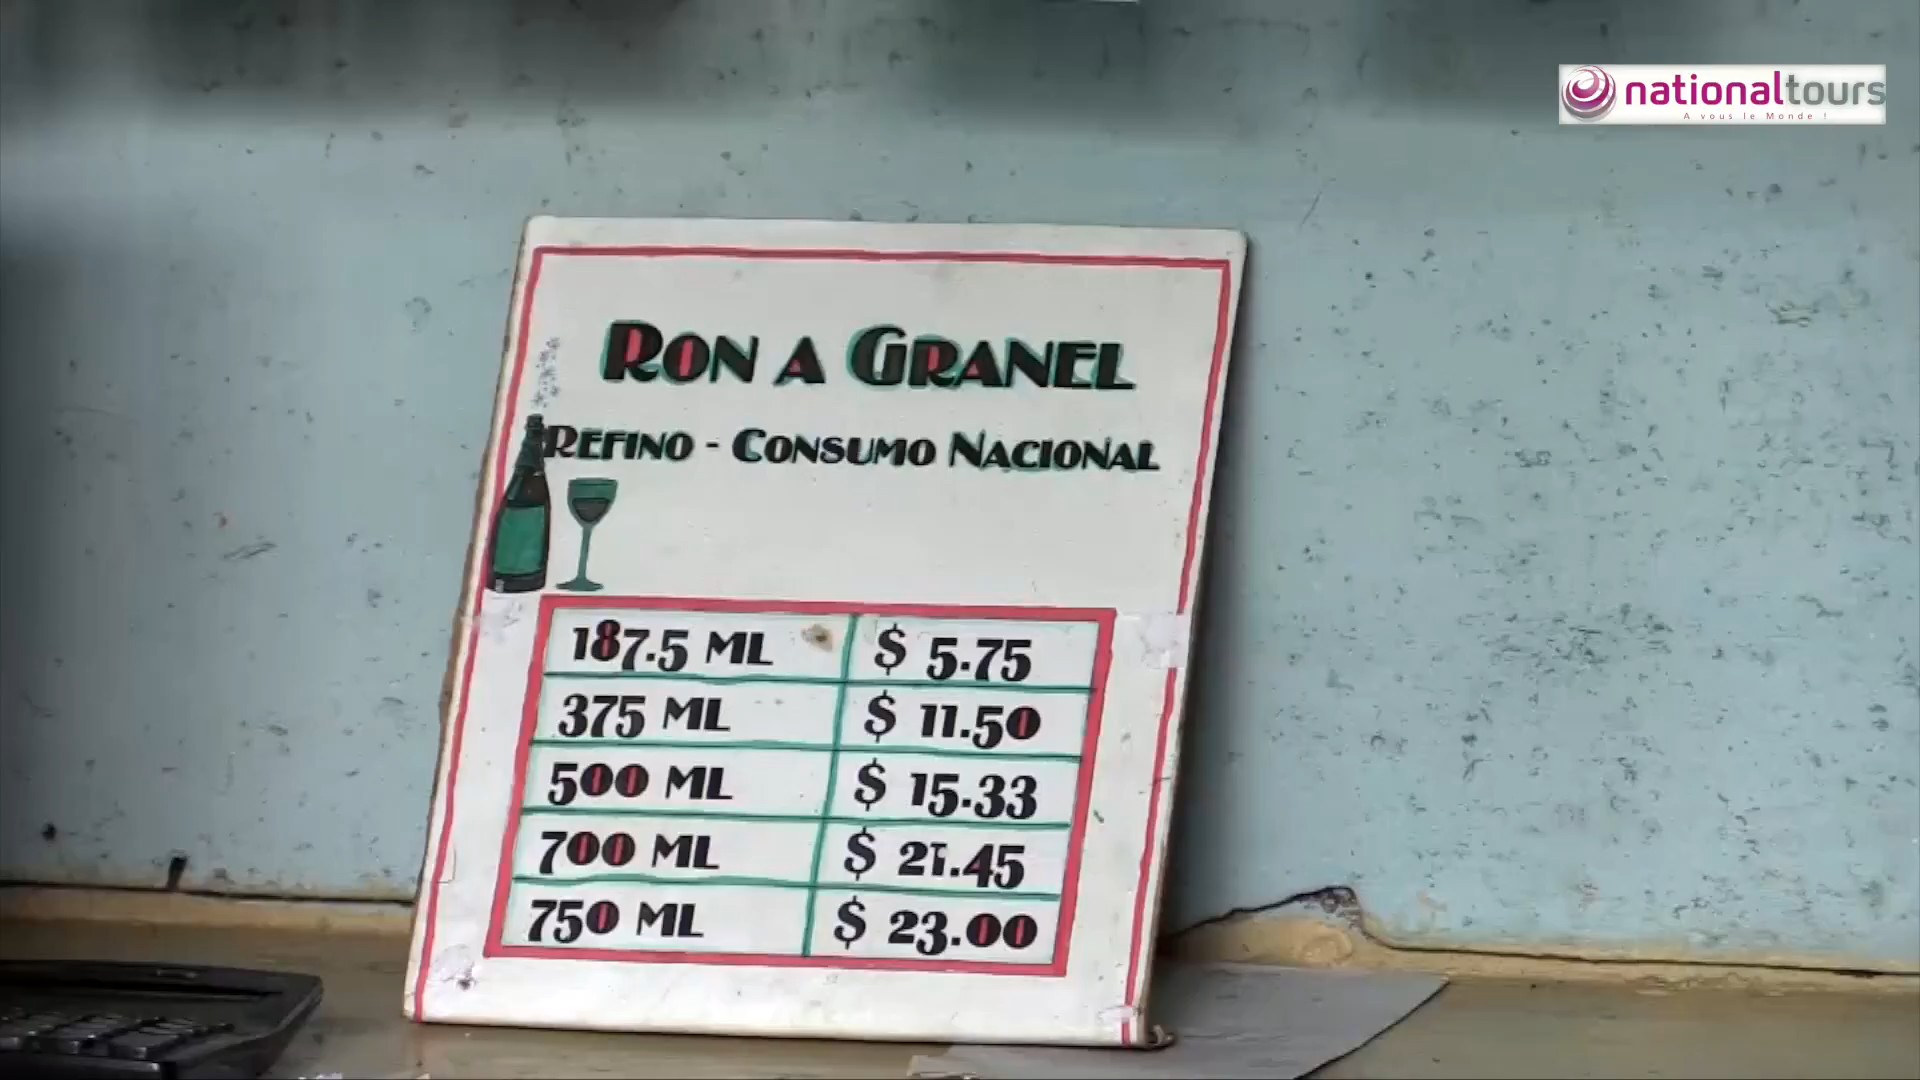 nationaltours
A vous le Monde !
RON A GRANEL
REFINO - CONSUMO NACIONAL
187.5 ML $ 5.75
375 ML $ 11.50
500 ML $ 15.33
700 ML $ 21.45
750 ML $ 23.00